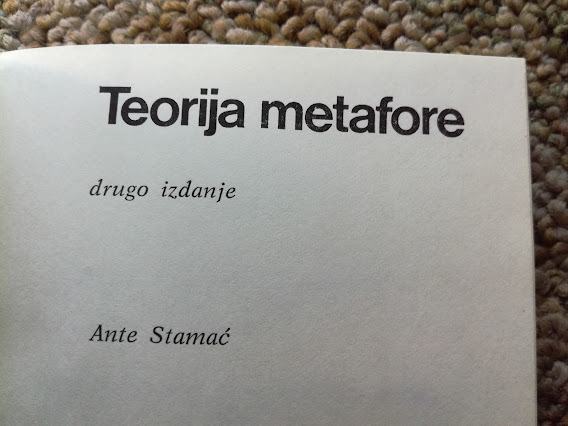 Teorija metafore
drugo izdanje
Ante Stamać